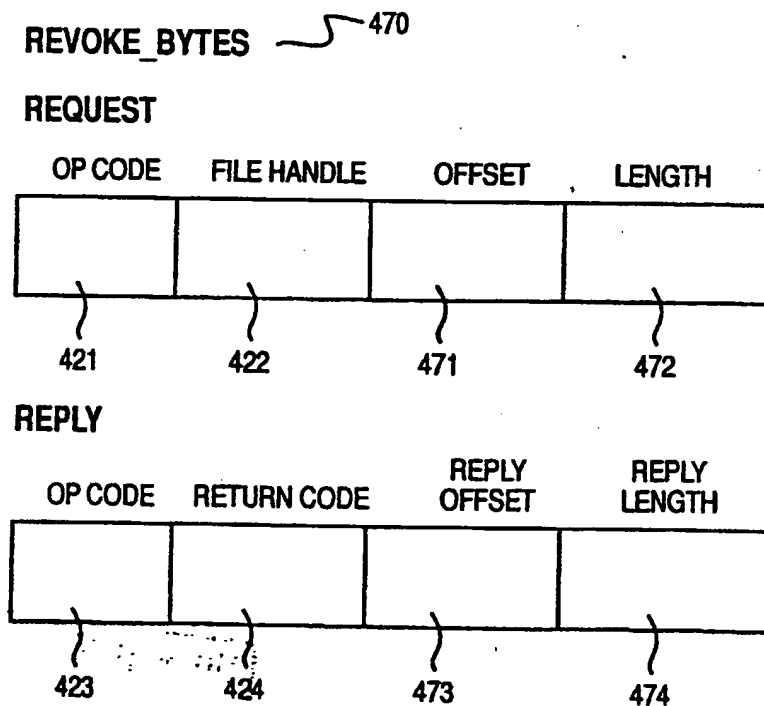 REVOKE_BYTES 470
REQUEST
OP CODE FILE HANDLE OFFSET LENGTH
421 422 471 472
REPLY
OP CODE RETURN CODE REPLY OFFSET REPLY LENGTH
423 424 473 474